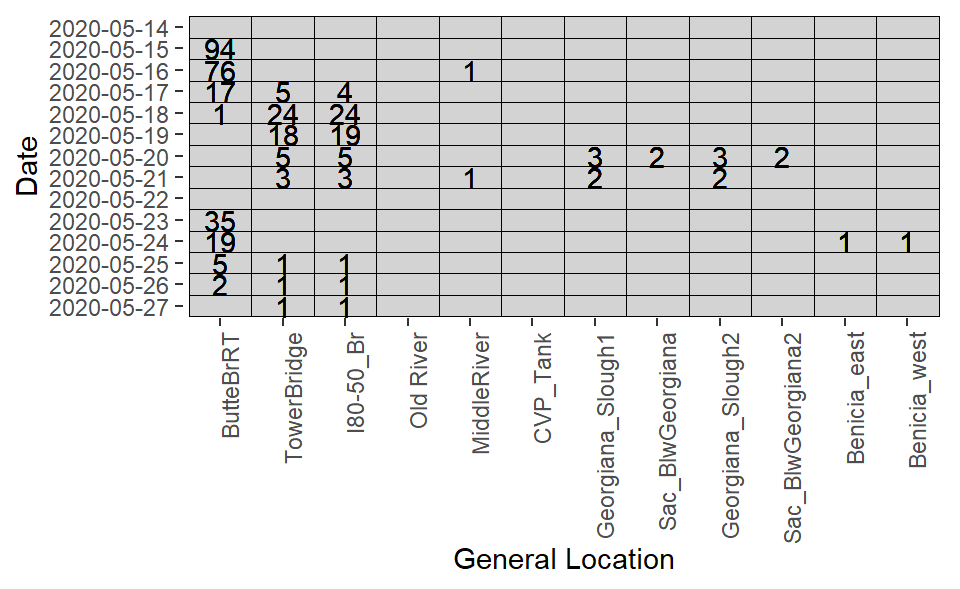 2020-05-14
2020-05-15 94
2020-05-16 76 1
2020-05-17 17 5 4
2020-05-18 1 24 24
2020-05-19 18 19
2020-05-20 5 5 3 2 3 2
2020-05-21 3 3 1 2 2
2020-05-22
2020-05-23 35
2020-05-24 19 1 1
2020-05-25 5 1 1
2020-05-26 2 1 1
2020-05-27 1 1
Date
ButteBrRT
TowerBridge
I80-50_Br
Old River
MiddleRiver
CVP_Tank
Georgiana_Slough1
Sac_BlwGeorgiana
Georgiana_Slough2
Sac_BlwGeorgiana2
Benicia_east
Benicia_west
General Location